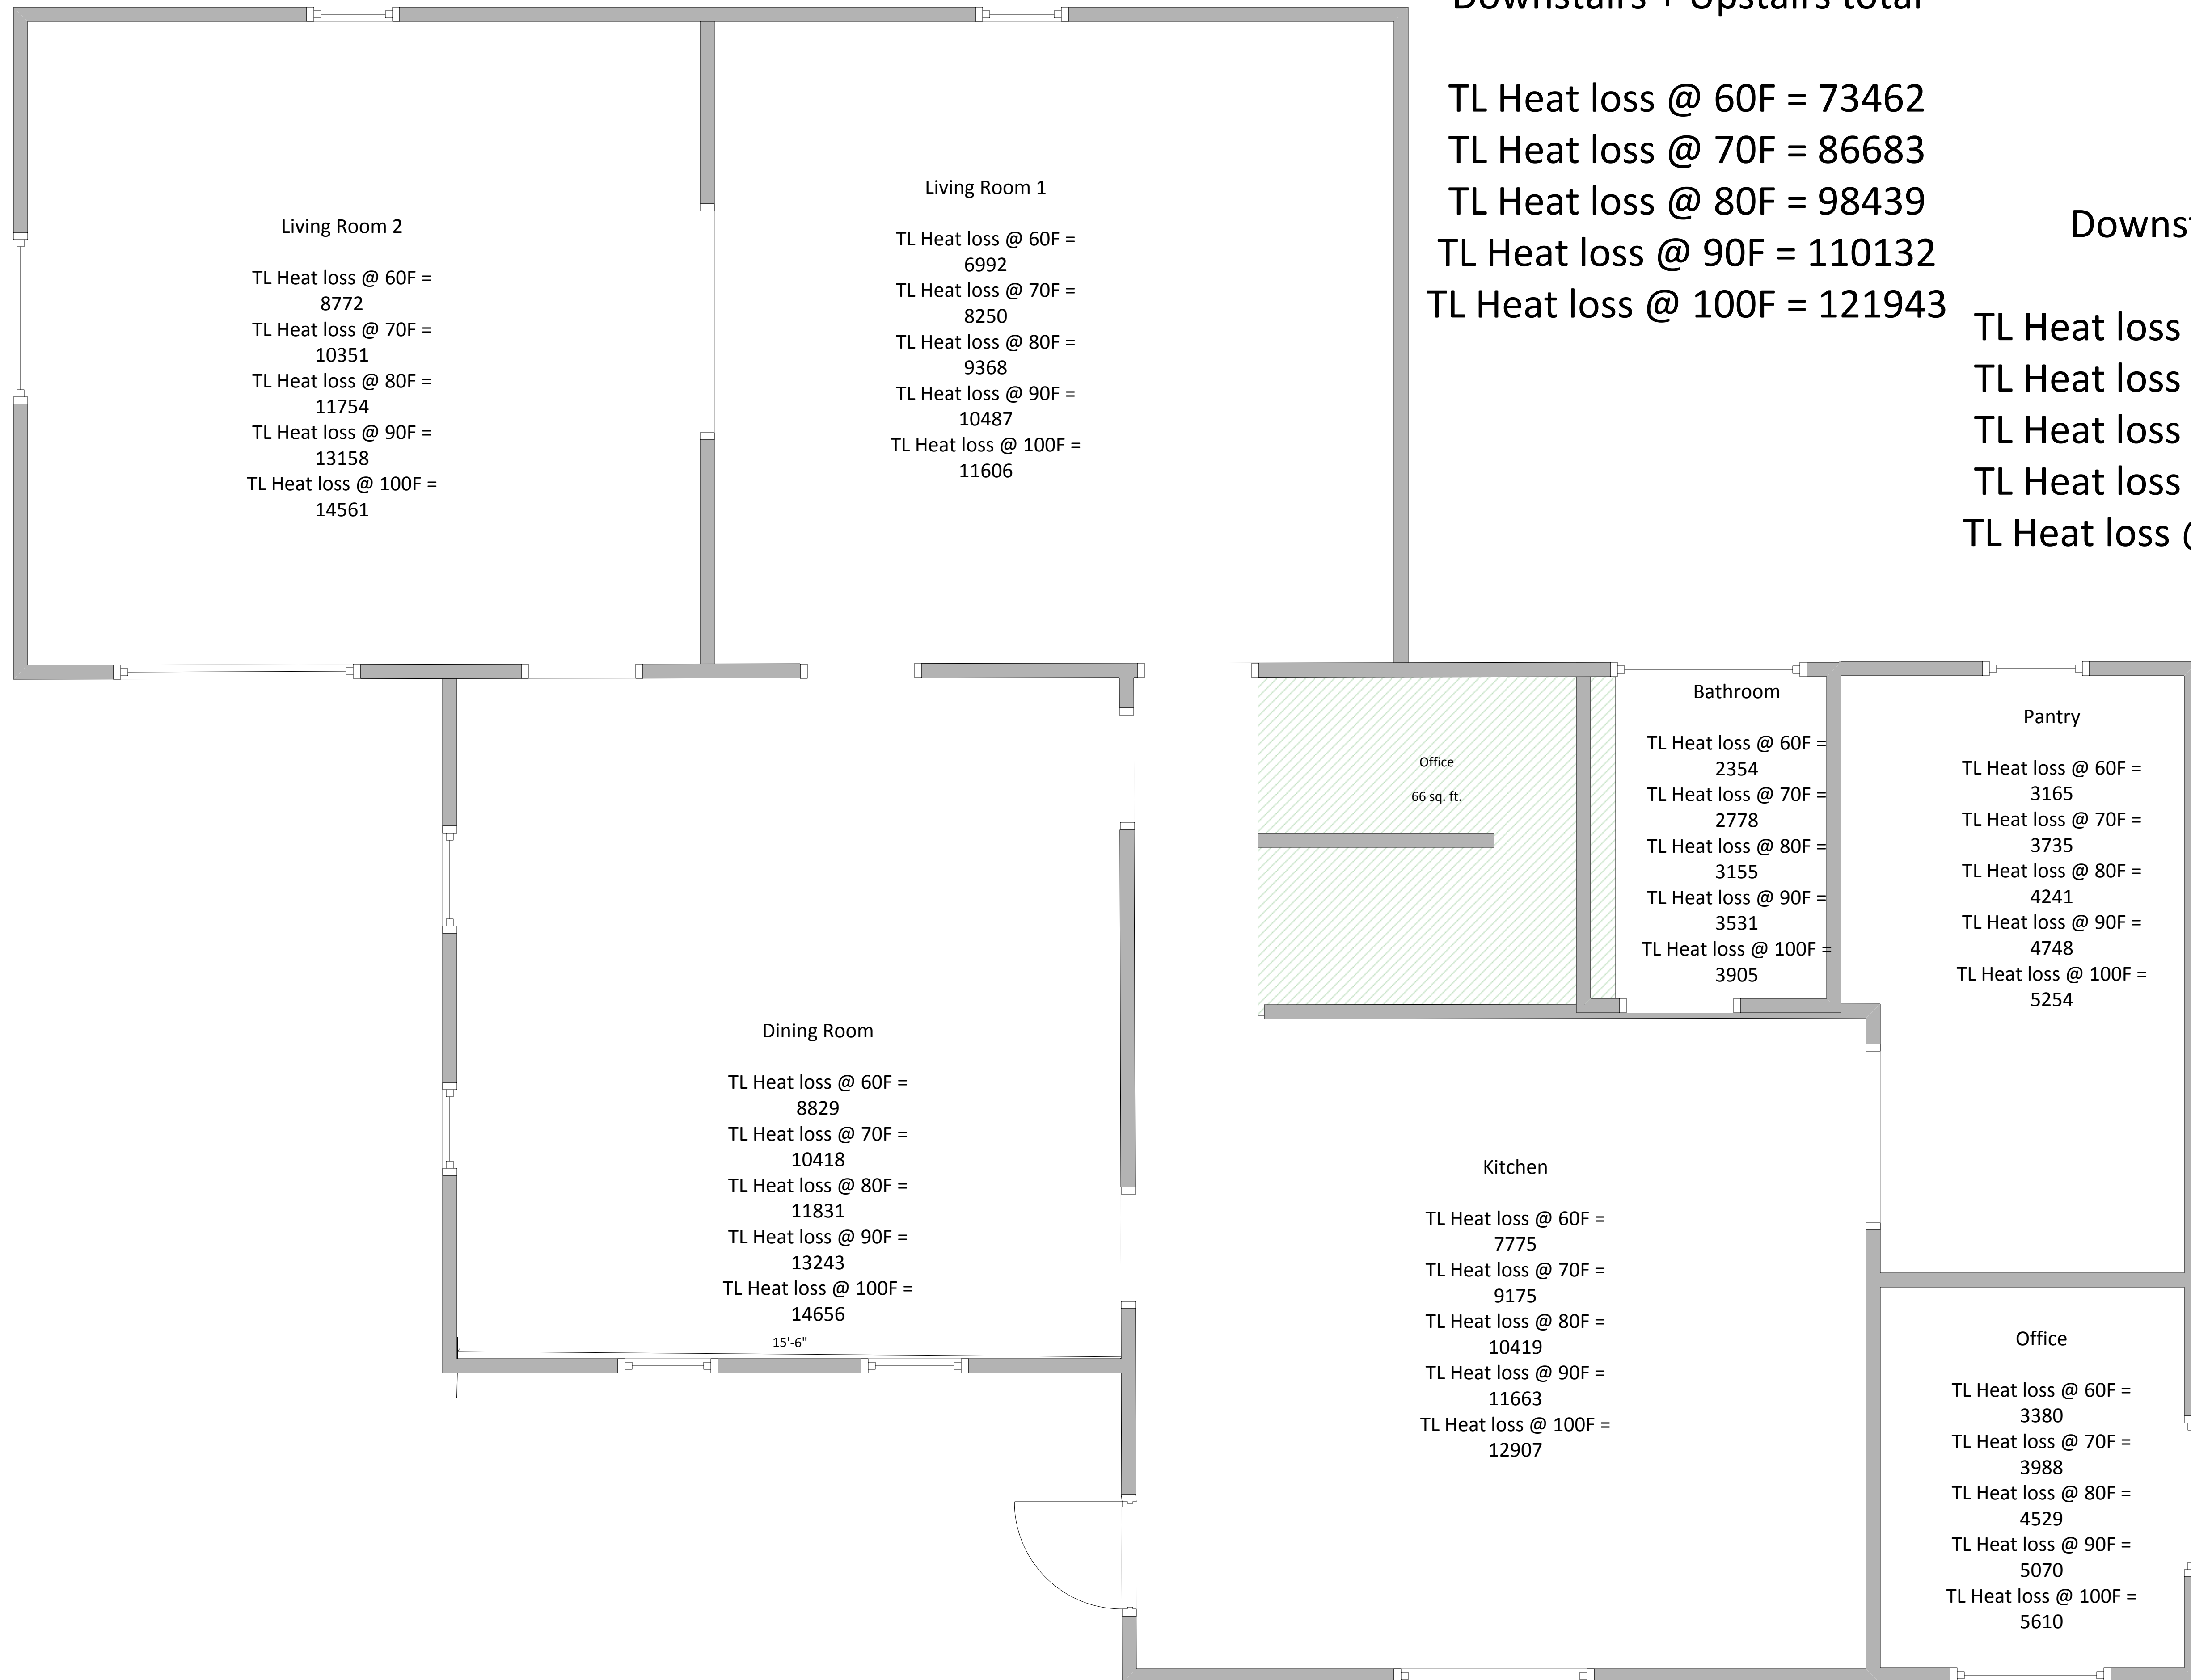 Downstairs + Upstairs total
TL Heat loss @ 60F = 73462
TL Heat loss @ 70F = 86683
TL Heat loss @ 80F = 98439
TL Heat loss @ 90F = 110132
TL Heat loss @ 100F = 121943
TL Heat loss
TL Heat loss
TL Heat loss
TL Heat loss
TL Heat loss
Living Room 2
TL Heat loss @ 60F =
8772
TL Heat loss @ 70F =
10351
TL Heat loss @ 80F =
11754
TL Heat loss @ 90F =
13158
TL Heat loss @ 100F =
14561
Living Room 1
TL Heat loss @ 60F =
6992
TL Heat loss @ 70F =
8250
TL Heat loss @ 80F =
9368
TL Heat loss @ 90F =
10487
TL Heat loss @ 100F =
11606
Office
66 sq. ft.
Bathroom
TL Heat loss @ 60F =
2354
TL Heat loss @ 70F =
2778
TL Heat loss @ 80F =
3155
TL Heat loss @ 90F =
3531
TL Heat loss @ 100F =
3905
Pantry
TL Heat loss @ 60F =
3165
TL Heat loss @ 70F =
3735
TL Heat loss @ 80F =
4241
TL Heat loss @ 90F =
4748
TL Heat loss @ 100F =
5254
Dining Room
TL Heat loss @ 60F =
8829
TL Heat loss @ 70F =
10418
TL Heat loss @ 80F =
11831
TL Heat loss @ 90F =
13243
TL Heat loss @ 100F =
14656
15'-6"
Kitchen
TL Heat loss @ 60F =
7775
TL Heat loss @ 70F =
9175
TL Heat loss @ 80F =
10419
TL Heat loss @ 90F =
11663
TL Heat loss @ 100F =
12907
Office
TL Heat loss @ 60F =
3380
TL Heat loss @ 70F =
3988
TL Heat loss @ 80F =
4529
TL Heat loss @ 90F =
5070
TL Heat loss @ 100F =
5610